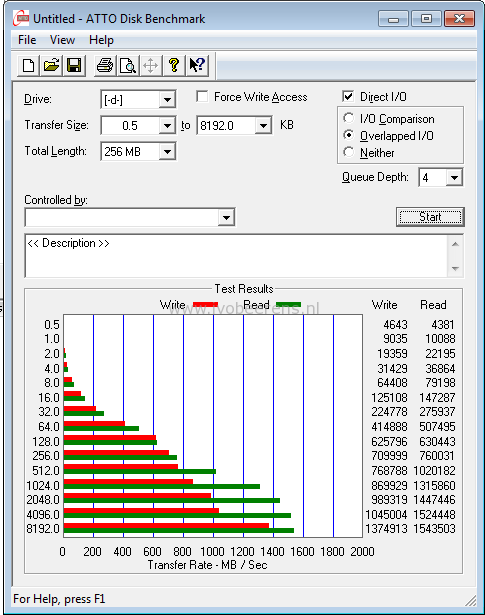 Untitled - ATTO Disk Benchmark
File View Help
Drive: [-d-] Force Write Access Direct I/O
Transfer Size: 0.5 to 8192.0 KB
I/O Comparison
Overlapped I/O
Neither
Total Length: 256 MB
Queue Depth: 4
Controlled by:
Start
<< Description >>
Test Results
Write Read Write Read
www.ivobeerens.nl
0.5 4643 4381
1.0 9035 10088
2.0 19359 22195
4.0 31429 36864
8.0 64408 79198
16.0 125108 147287
32.0 224778 275937
64.0 414888 507495
128.0 625796 630443
256.0 709999 760031
512.0 768788 1020182
1024.0 869929 1315860
2048.0 989319 1447446
4096.0 1045004 1524448
8192.0 1374913 1543503
0 200 400 600 800 1000 1200 1400 1600 1800 2000
Transfer Rate - MB / Sec
For Help, press F1